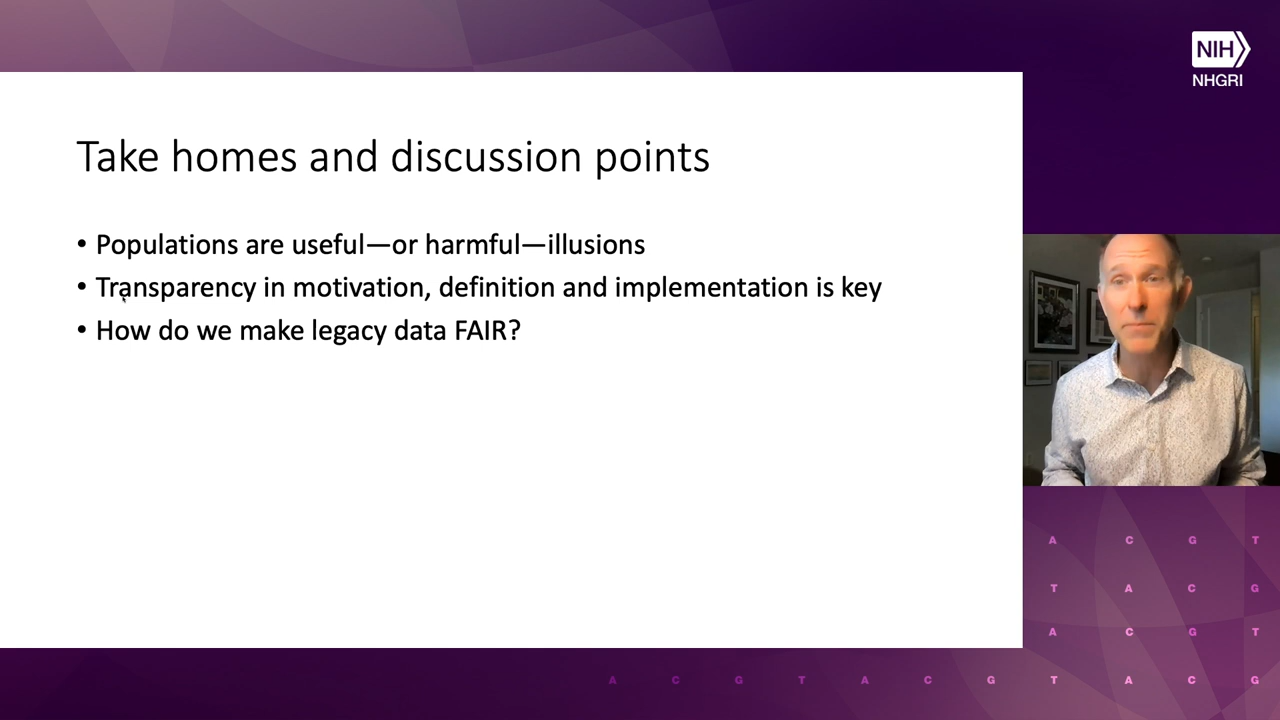 NIH
NHGRI
Take homes and discussion points
• Populations are useful—or harmful—illusions
• Transparency in motivation, definition and implementation is key
• How do we make legacy data FAIR?
A C G T
T A C G
A C G T
A C G T A C G T A C G